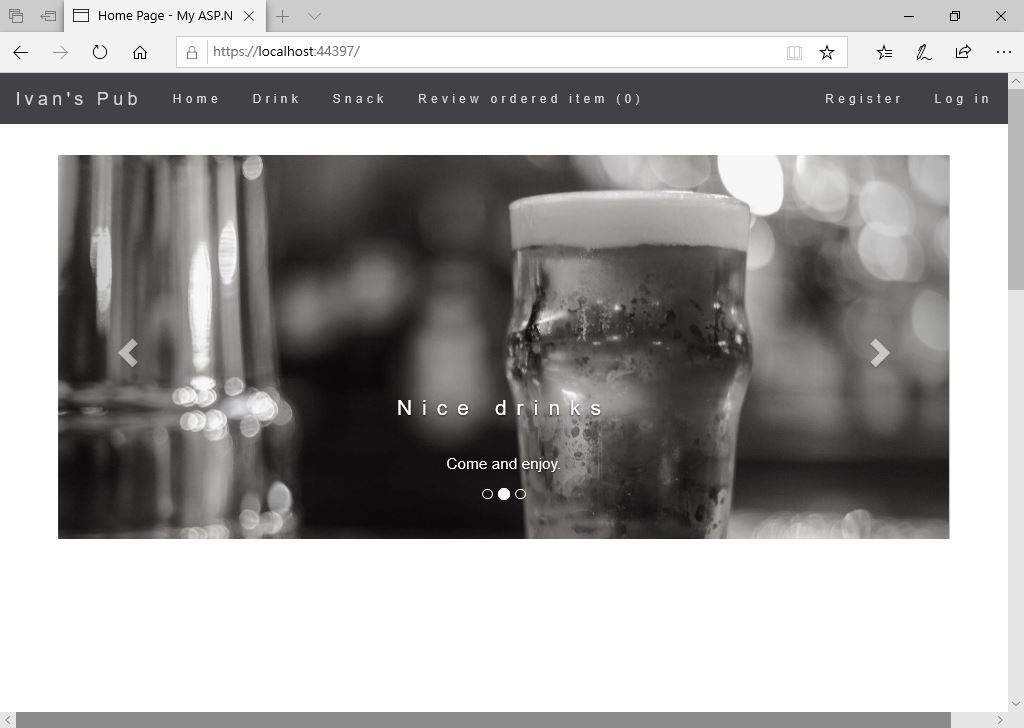 Home Page - My ASP.N
https://localhost:44397/
Ivan's Pub Home Drink Snack Review ordered item (0) Register Log in
Nice drinks
Come and enjoy.